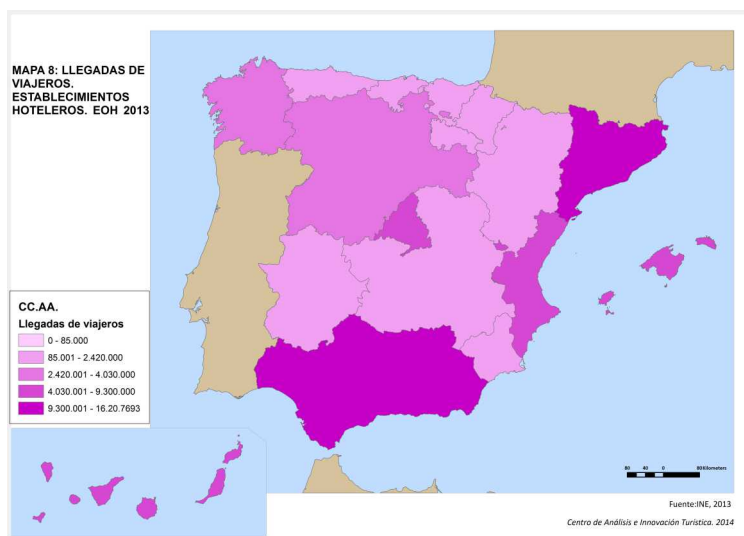 MAPA 8: LLEGADAS DE
VIAJEROS.
ESTABLECIMIENTOS
HOTELEROS. EOH 2013
CC.AA.
Llegadas de viajeros
0 - 85.000
85.001 - 2.420.000
2.420.001 - 4.030.000
4.030.001 - 9.300.000
9.300.001 - 16.20.7693
80 40 0 80 Kilometers
Fuente:INE, 2013
Centro de Análisis e Innovación Turística. 2014